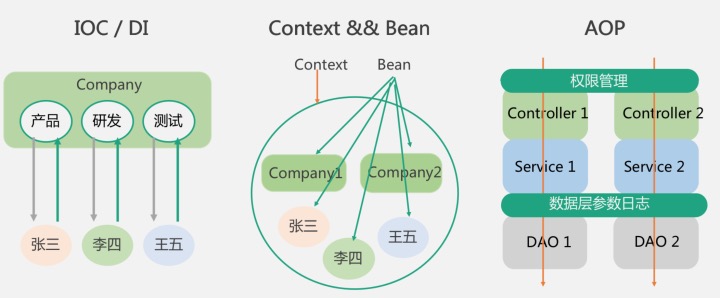 IOC / DI
Company
产品
研发
测试
张三
李四
王五
Context && Bean
Context
Bean
Company1
Company2
张三
李四
王五
AOP
权限管理
Controller 1
Controller 2
Service 1
Service 2
数据层参数日志
DAO 1
DAO 2